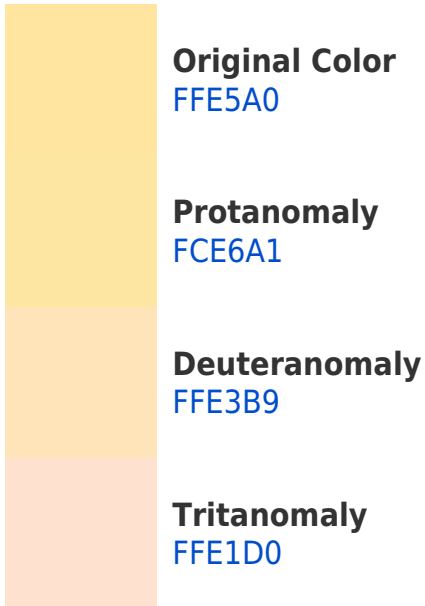 Original Color
FFE5A0
Protanomaly
FCE6A1
Deuteranomaly
FFE3B9
Tritanomaly
FFE1D0